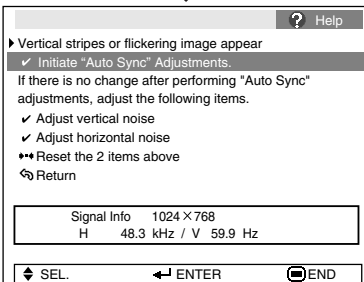 ? Help
Vertical stripes or flickering image appear
✔ Initiate “Auto Sync” Adjustments.
If there is no change after performing "Auto Sync"
adjustments, adjust the following items.
✔ Adjust vertical noise
✔ Adjust horizontal noise
Reset the 2 items above
Return
Signal Info 1024×768
H 48.3 kHz / V 59.9 Hz
SEL. ENTER END